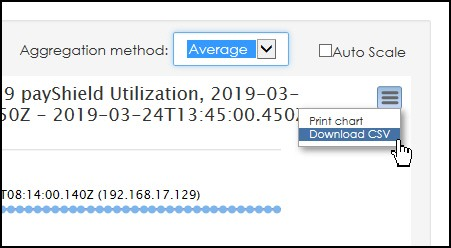 Aggregation method: Average Auto Scale
9 payShield Utilization, 2019-03-
50Z - 2019-03-24T13:45:00.450Z
Print chart
Download CSV
T08:14:00.140Z (192.168.17.129)